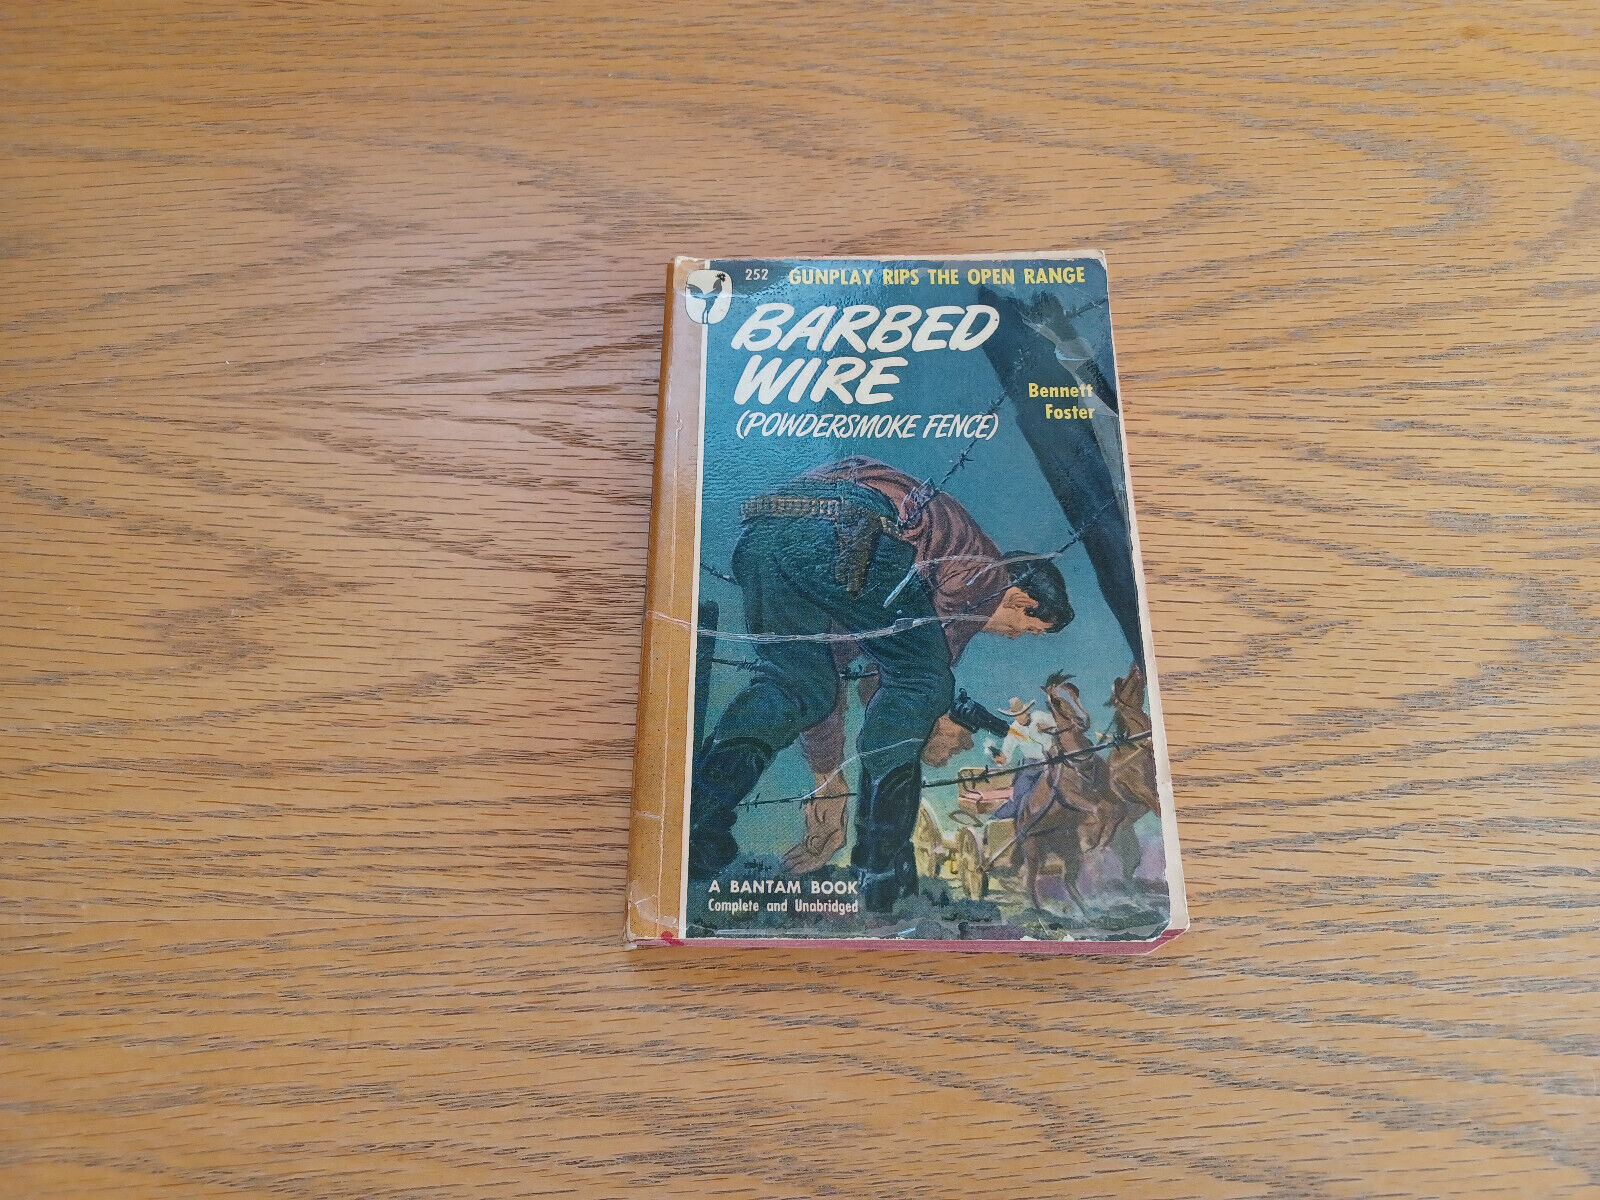 252 GUNPLAY RIPS THE OPEN RANGE
BARBED
WIRE
(POWDERSMOKE FENCE)
Bennett
Foster
A BANTAM BOOK
Complete and Unabridged